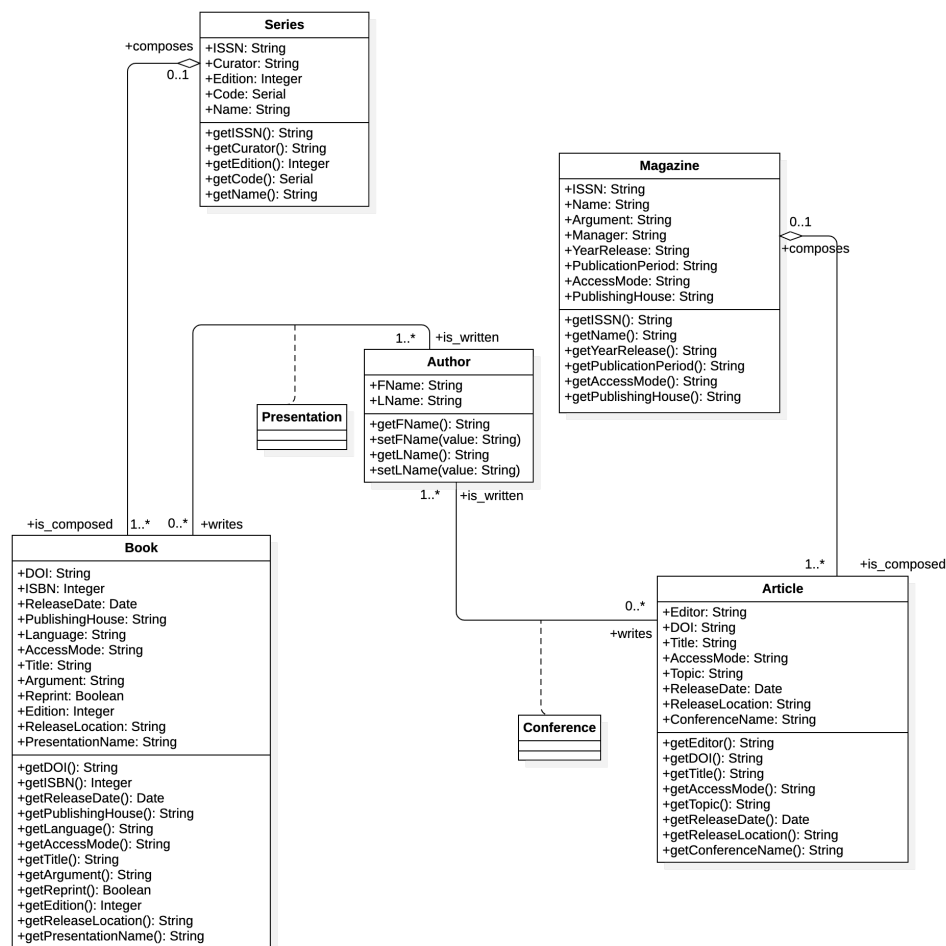 Series
+ISSN: String
+Curator: String
+Edition: Integer
+Code: Serial
+Name: String
+getISSN(): String
+getCurator(): String
+getEdition(): Integer
+getCode(): Serial
+getName(): String
+composes
0..1
Magazine
+ISSN: String
+Name: String
+Argument: String
+Manager: String
+YearRelease: String
+PublicationPeriod: String
+AccessMode: String
+PublishingHouse: String
+getISSN(): String
+getName(): String
+getYearRelease(): String
+getPublicationPeriod(): String
+getAccessMode(): String
+getPublishingHouse(): String
0..1
+composes
1..*
+is_written
Author
+FName: String
+LName: String
+getFName(): String
+setFName(value: String)
+getLName(): String
+setLName(value: String)
1..*
+is_written
Presentation
+is_composed
1..*
0..*
+writes
Book
+DOI: String
+ISBN: Integer
+ReleaseDate: Date
+PublishingHouse: String
+Language: String
+AccessMode: String
+Title: String
+Argument: String
+Reprint: Boolean
+Edition: Integer
+ReleaseLocation: String
+PresentationName: String
+getDOI(): String
+getISBN(): Integer
+getReleaseDate(): Date
+getPublishingHouse(): String
+getLanguage(): String
+getAccessMode(): String
+getTitle(): String
+getArgument(): String
+getReprint(): Boolean
+getEdition(): Integer
+getReleaseLocation(): String
+getPresentationName(): String
1..*
+is_composed
0..*
+writes
Article
+Editor: String
+DOI: String
+Title: String
+AccessMode: String
+Topic: String
+ReleaseDate: Date
+ReleaseLocation: String
+ConferenceName: String
+getEditor(): String
+getDOI(): String
+getTitle(): String
+getAccessMode(): String
+getTopic(): String
+getReleaseDate(): Date
+getReleaseLocation(): String
+getConferenceName(): String
Conference